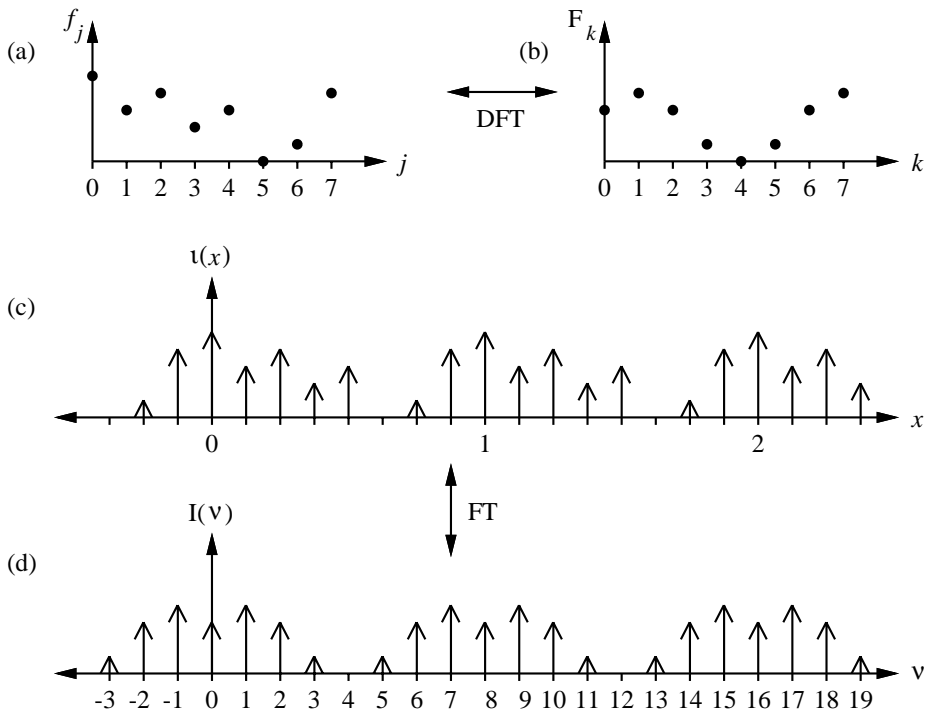 (a) f_j
0 1 2 3 4 5 6 7 j
DFT
(b) F_k
0 1 2 3 4 5 6 7 k
(c) ι(x)
0 1 2 x
FT
(d) I(ν)
-3 -2 -1 0 1 2 3 4 5 6 7 8 9 10 11 12 13 14 15 16 17 18 19 ν